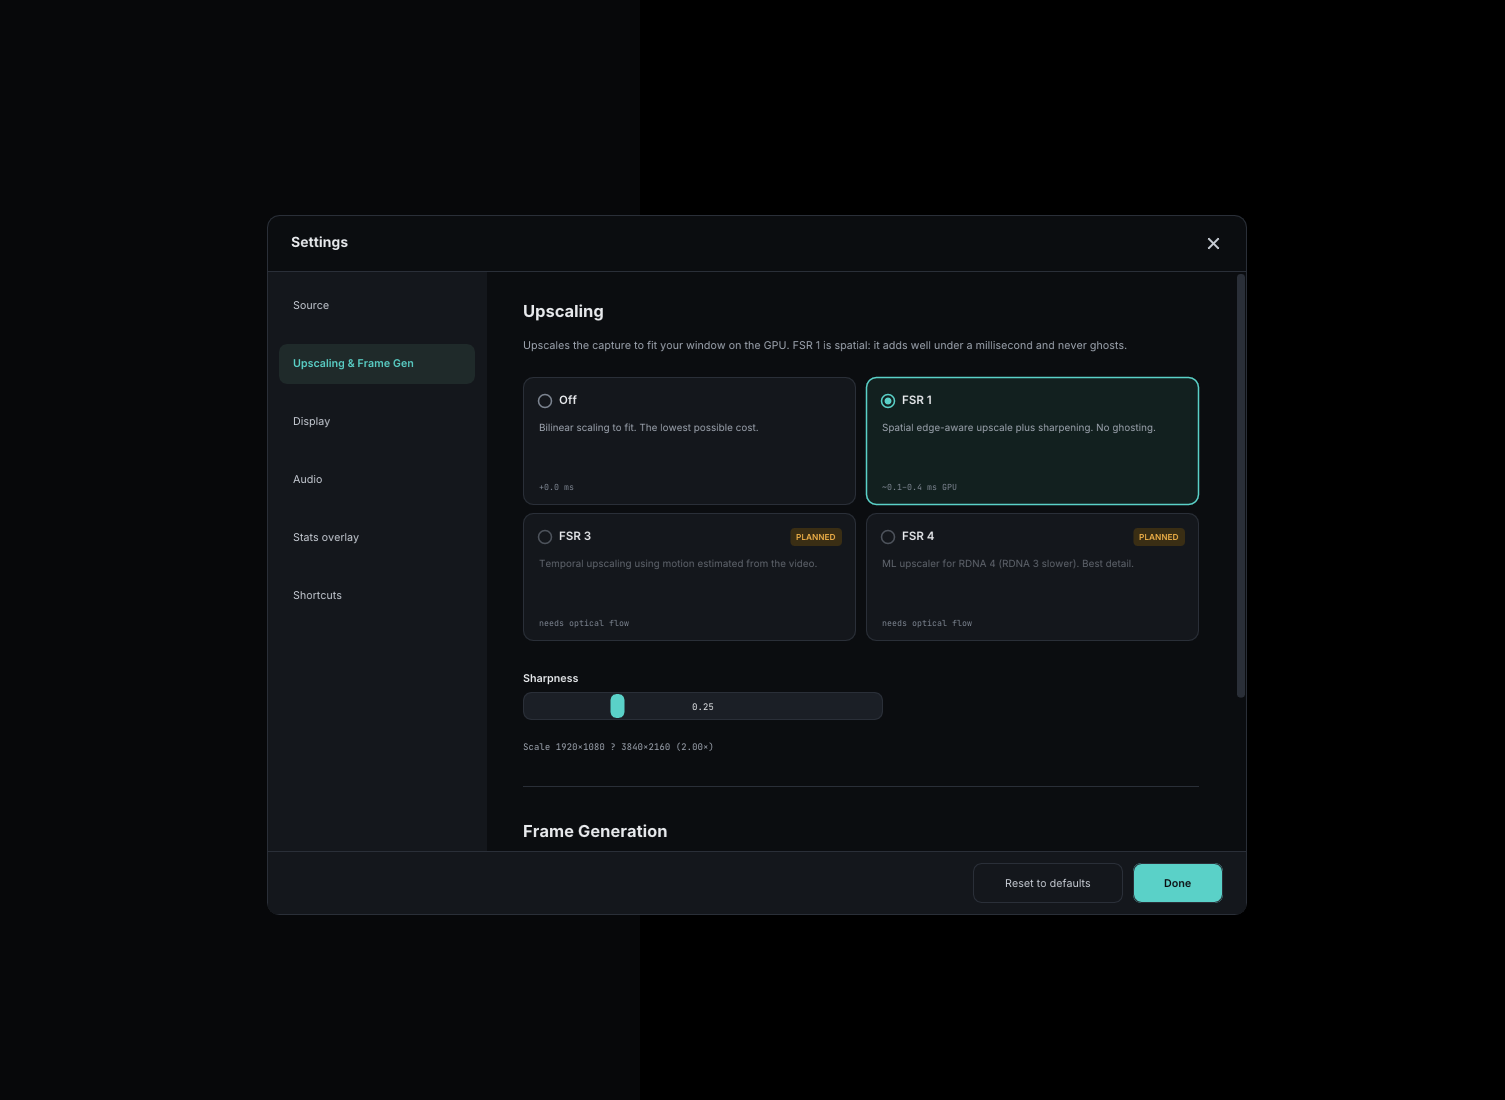 Settings
Source
Upscaling & Frame Gen
Display
Audio
Stats overlay
Shortcuts
Upscaling
Upscales the capture to fit your window on the GPU. FSR 1 is spatial: it adds well under a millisecond and never ghosts.
Off
Bilinear scaling to fit. The lowest possible cost.
+0.0 ms
FSR 1
Spatial edge-aware upscale plus sharpening. No ghosting.
~0.1–0.4 ms GPU
FSR 3
PLANNED
Temporal upscaling using motion estimated from the video.
needs optical flow
FSR 4
PLANNED
ML upscaler for RDNA 4 (RDNA 3 slower). Best detail.
needs optical flow
Sharpness
0.25
Scale 1920×1080 ? 3840×2160 (2.00×)
Frame Generation
Reset to defaults
Done